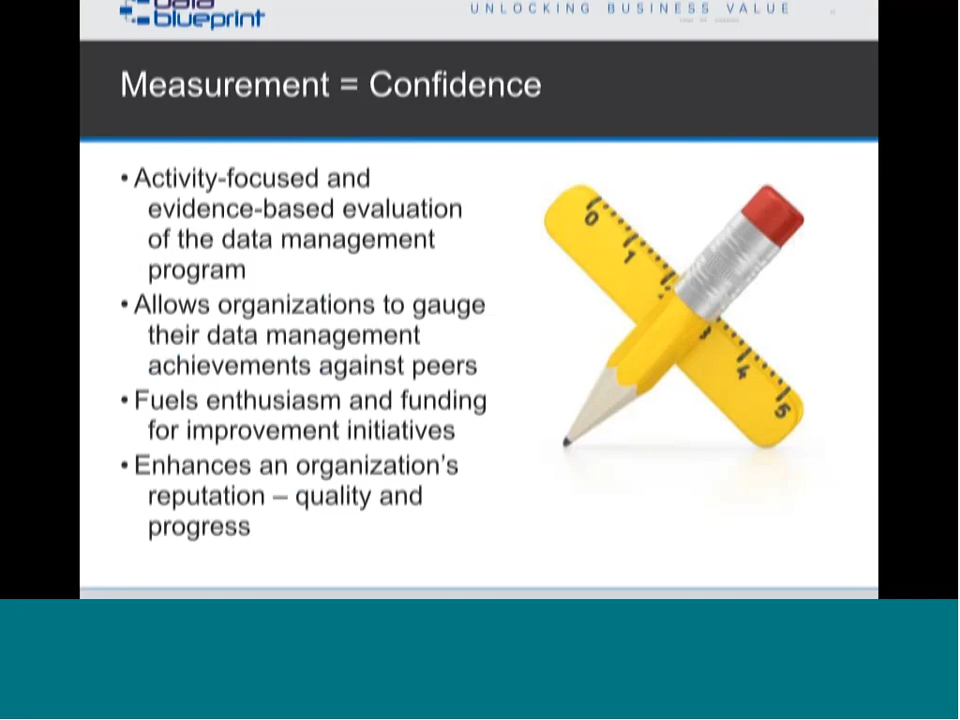 data
blueprint
UNLOCKING BUSINESS VALUE
Measurement = Confidence
• Activity-focused and
evidence-based evaluation
of the data management
program
• Allows organizations to gauge
their data management
achievements against peers
• Fuels enthusiasm and funding
for improvement initiatives
• Enhances an organization's
reputation – quality and
progress
0
1
3
4
5